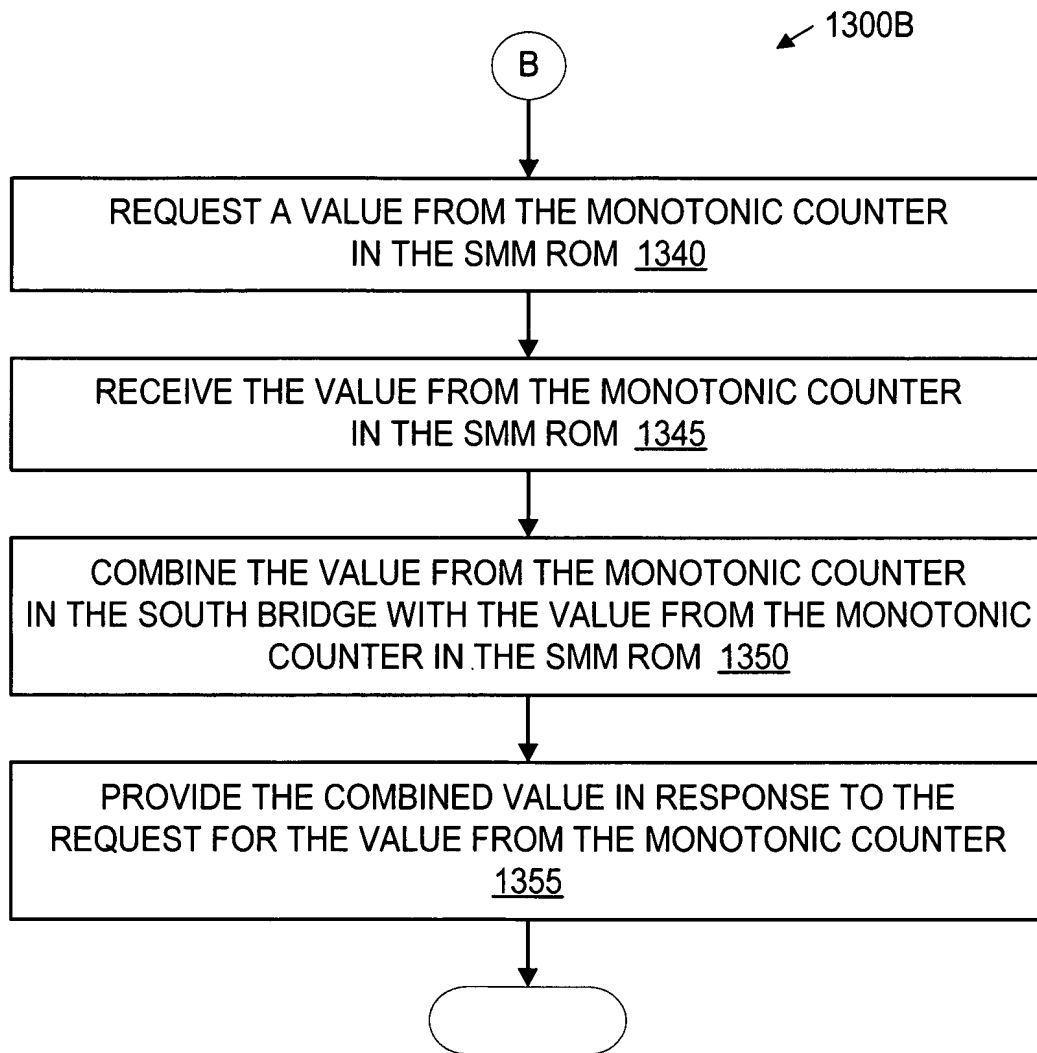 1300B
B
REQUEST A VALUE FROM THE MONOTONIC COUNTER
IN THE SMM ROM 1340
RECEIVE THE VALUE FROM THE MONOTONIC COUNTER
IN THE SMM ROM 1345
COMBINE THE VALUE FROM THE MONOTONIC COUNTER
IN THE SOUTH BRIDGE WITH THE VALUE FROM THE MONOTONIC
COUNTER IN THE SMM ROM 1350
PROVIDE THE COMBINED VALUE IN RESPONSE TO THE
REQUEST FOR THE VALUE FROM THE MONOTONIC COUNTER
1355